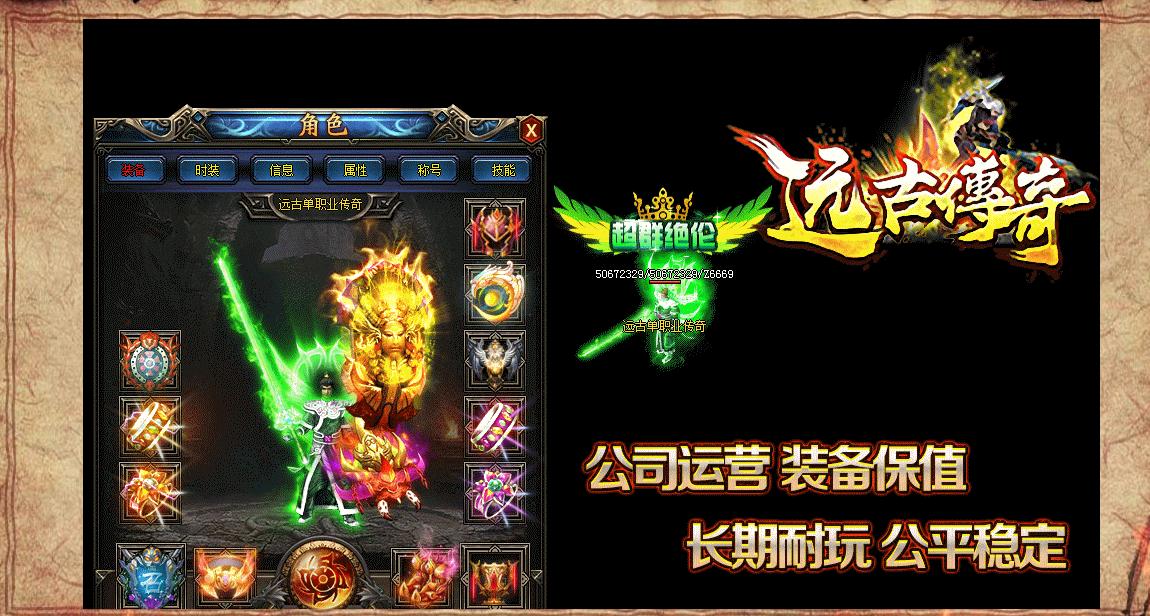 角色
X
装备 时装 信息 属性 称号 技能
远古单职业传奇
远古傳奇
超群绝伦
50672329/50672329/Z6669
远古单职业传奇
公司运营 装备保值
长期耐玩 公平稳定